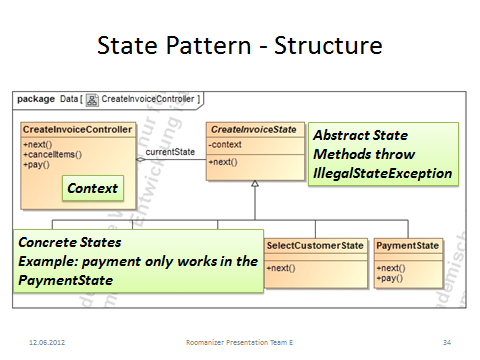 State Pattern - Structure
package Data [ CreateInvoiceController ]
CreateInvoiceController
+next()
+cancelItems()
+pay()
Context
currentState
CreateInvoiceState
-context
+next()
Abstract State
Methods throw
IllegalStateException
Concrete States
Example: payment only works in the
PaymentState
SelectCustomerState
+next()
PaymentState
+next()
+pay()
12.06.2012
Roomanizer Presentation Team E
34